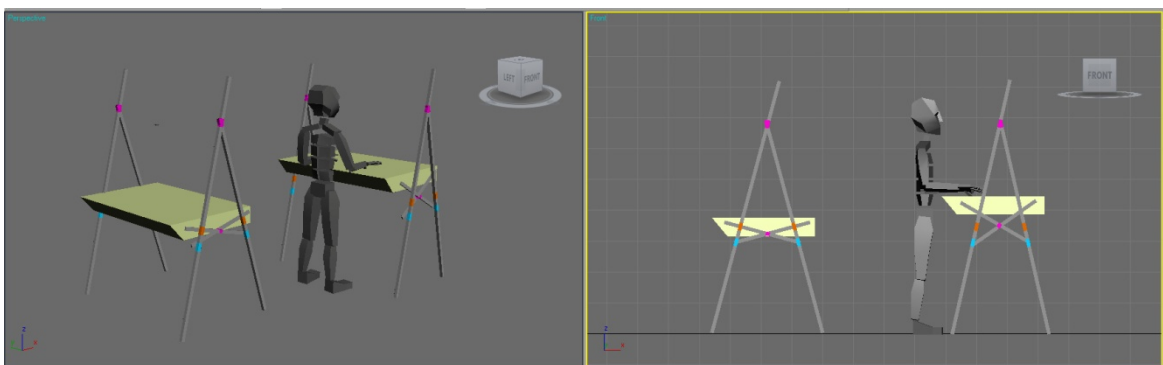 Perspective
LEFT
FRONT
Front
FRONT
z
x
z
x